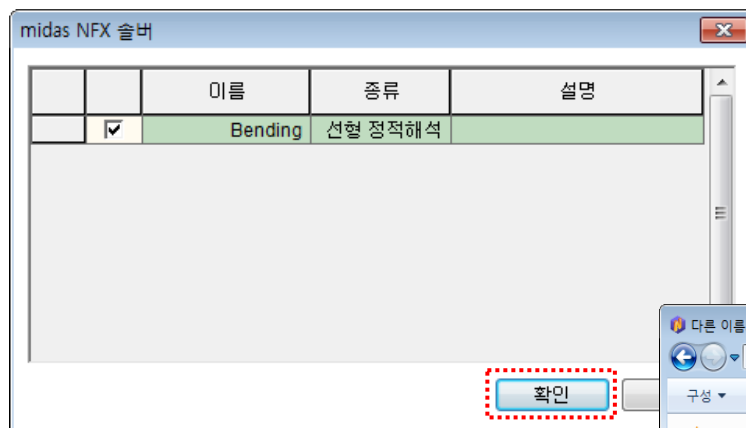 midas NFX 솔버
이름 종류 설명
Bending 선형 정적해석
다른 이름
확인
구성